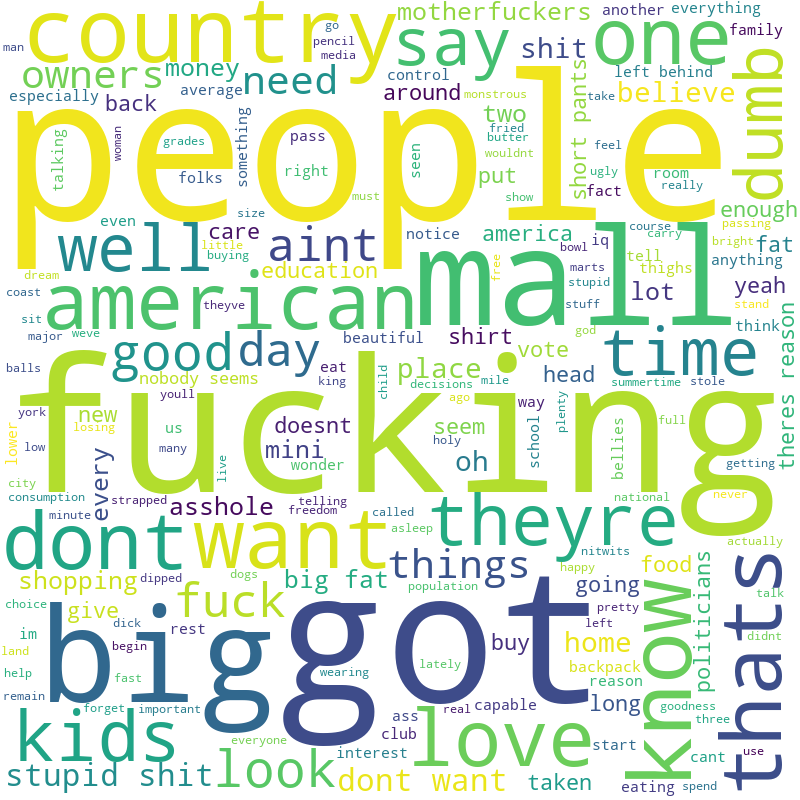 man
country
go
pencil
media
motherfuckers
another
everything
say
one
family
owners
money
need
shit
average
control
left behind
especially
back
around
monstrous
short pants
take
believe
dumb
people
talking
woman
grades
something
pass
seen
two
fried
butter
wouldnt
feel
folks
right
put
fact
ugly
room
really
must
show
enough
size
even
care
little
buying
well
aint
notice
america
bowl
iq
course
carry
passing
bright
fat
marts
tell
anything
dream
american
mall
free
thighs
stupid
lot
yeah
coast
theyve
stuff
stand
sit
weve
major
good
day
beautiful
shirt
god
vote
time
think
theres reason
balls
nobody seems
eat
king
child
place
decisions
mile
head
summertime
stole
youll
fucking
york
new
us
doesnt
seem
ago
way
plenty
full
lower
losing
many
low
mini
holy
school
bellies
city
live
wonder
oh
getting
every
consumption
strapped
telling
national
never
minute
asshole
freedom
called
dont
want
asleep
theyre
nitwits
actually
shopping
dipped
dogs
big fat
things
happy
food
population
going
know
politicians
thats
talk
choice
give
dick
fuck
pretty
left
didnt
im
begin
rest
big
got
buy
home
land
help
fast
wearing
lately
backpack
reason
remain
forget
important
real
capable
long
goodness
three
kids
everyone
ass
club
love
start
cant
use
interest
stupid shit
look
dont want
taken
eating
spend